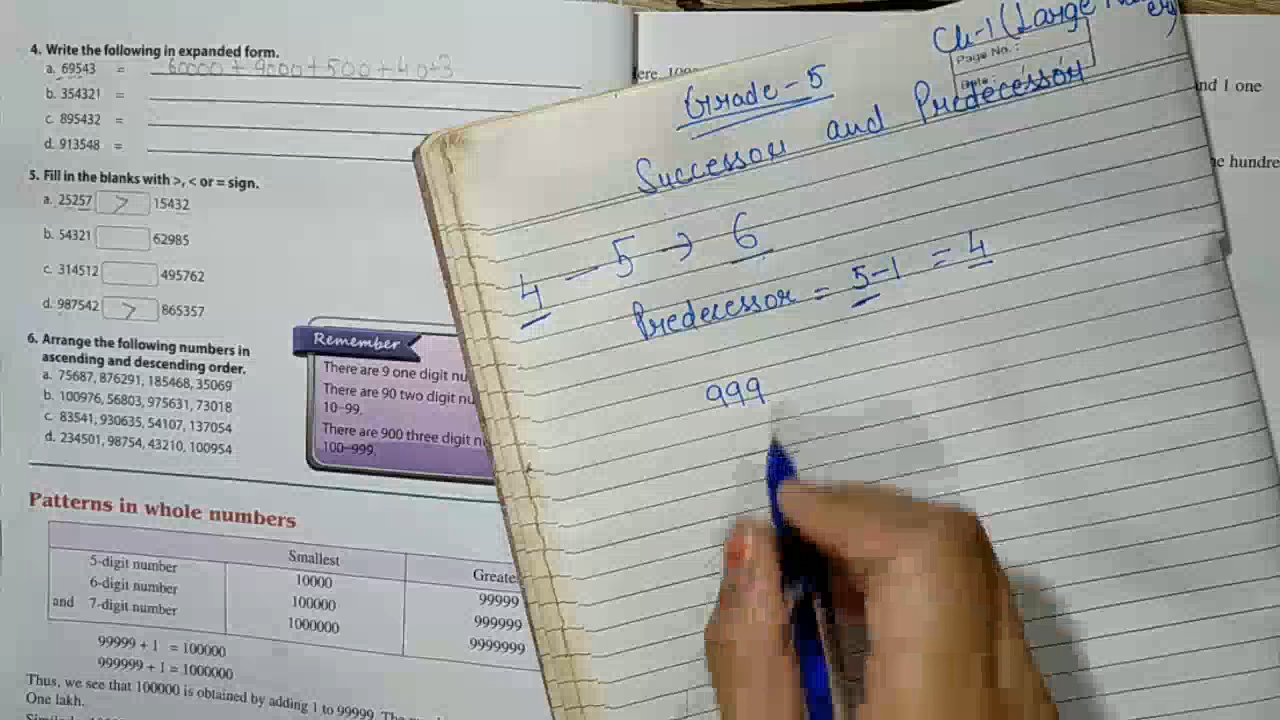 4. Write the following in expanded form.
a. 69543 = 60000 + 9000 + 500 + 40+3
b. 354321 =
c. 895432 =
d. 913548 =
5. Fill in the blanks with >, < or = sign.
a. 25257 > 15432
b. 54321 62985
c. 314512 495762
d. 987542 > 865357
6. Arrange the following numbers in
ascending and descending order.
a. 75687, 876291, 185468, 35069
b. 100976, 56803, 975631, 73018
c. 83541, 930635, 54107, 137054
d. 234501, 98754, 43210, 100954
Remember
There are 9 one digit nu
There are 90 two digit nu
10–99.
There are 900 three digit n
100–999.
Patterns in whole numbers
Smallest Greate
5-digit number 10000 99999
6-digit number 100000 999999
and 7-digit number 1000000 9999999
99999 + 1 = 100000
999999 + 1 = 1000000
Thus, we see that 100000 is obtained by adding 1 to 99999. The
One lakh.
Ch-1 (Large
Page No. :
Date :
Grade-5
Successor and Predecessor
4 — 5 → 6
Predecessor = 5-1 = 4
999
nd 1 one
e hundre